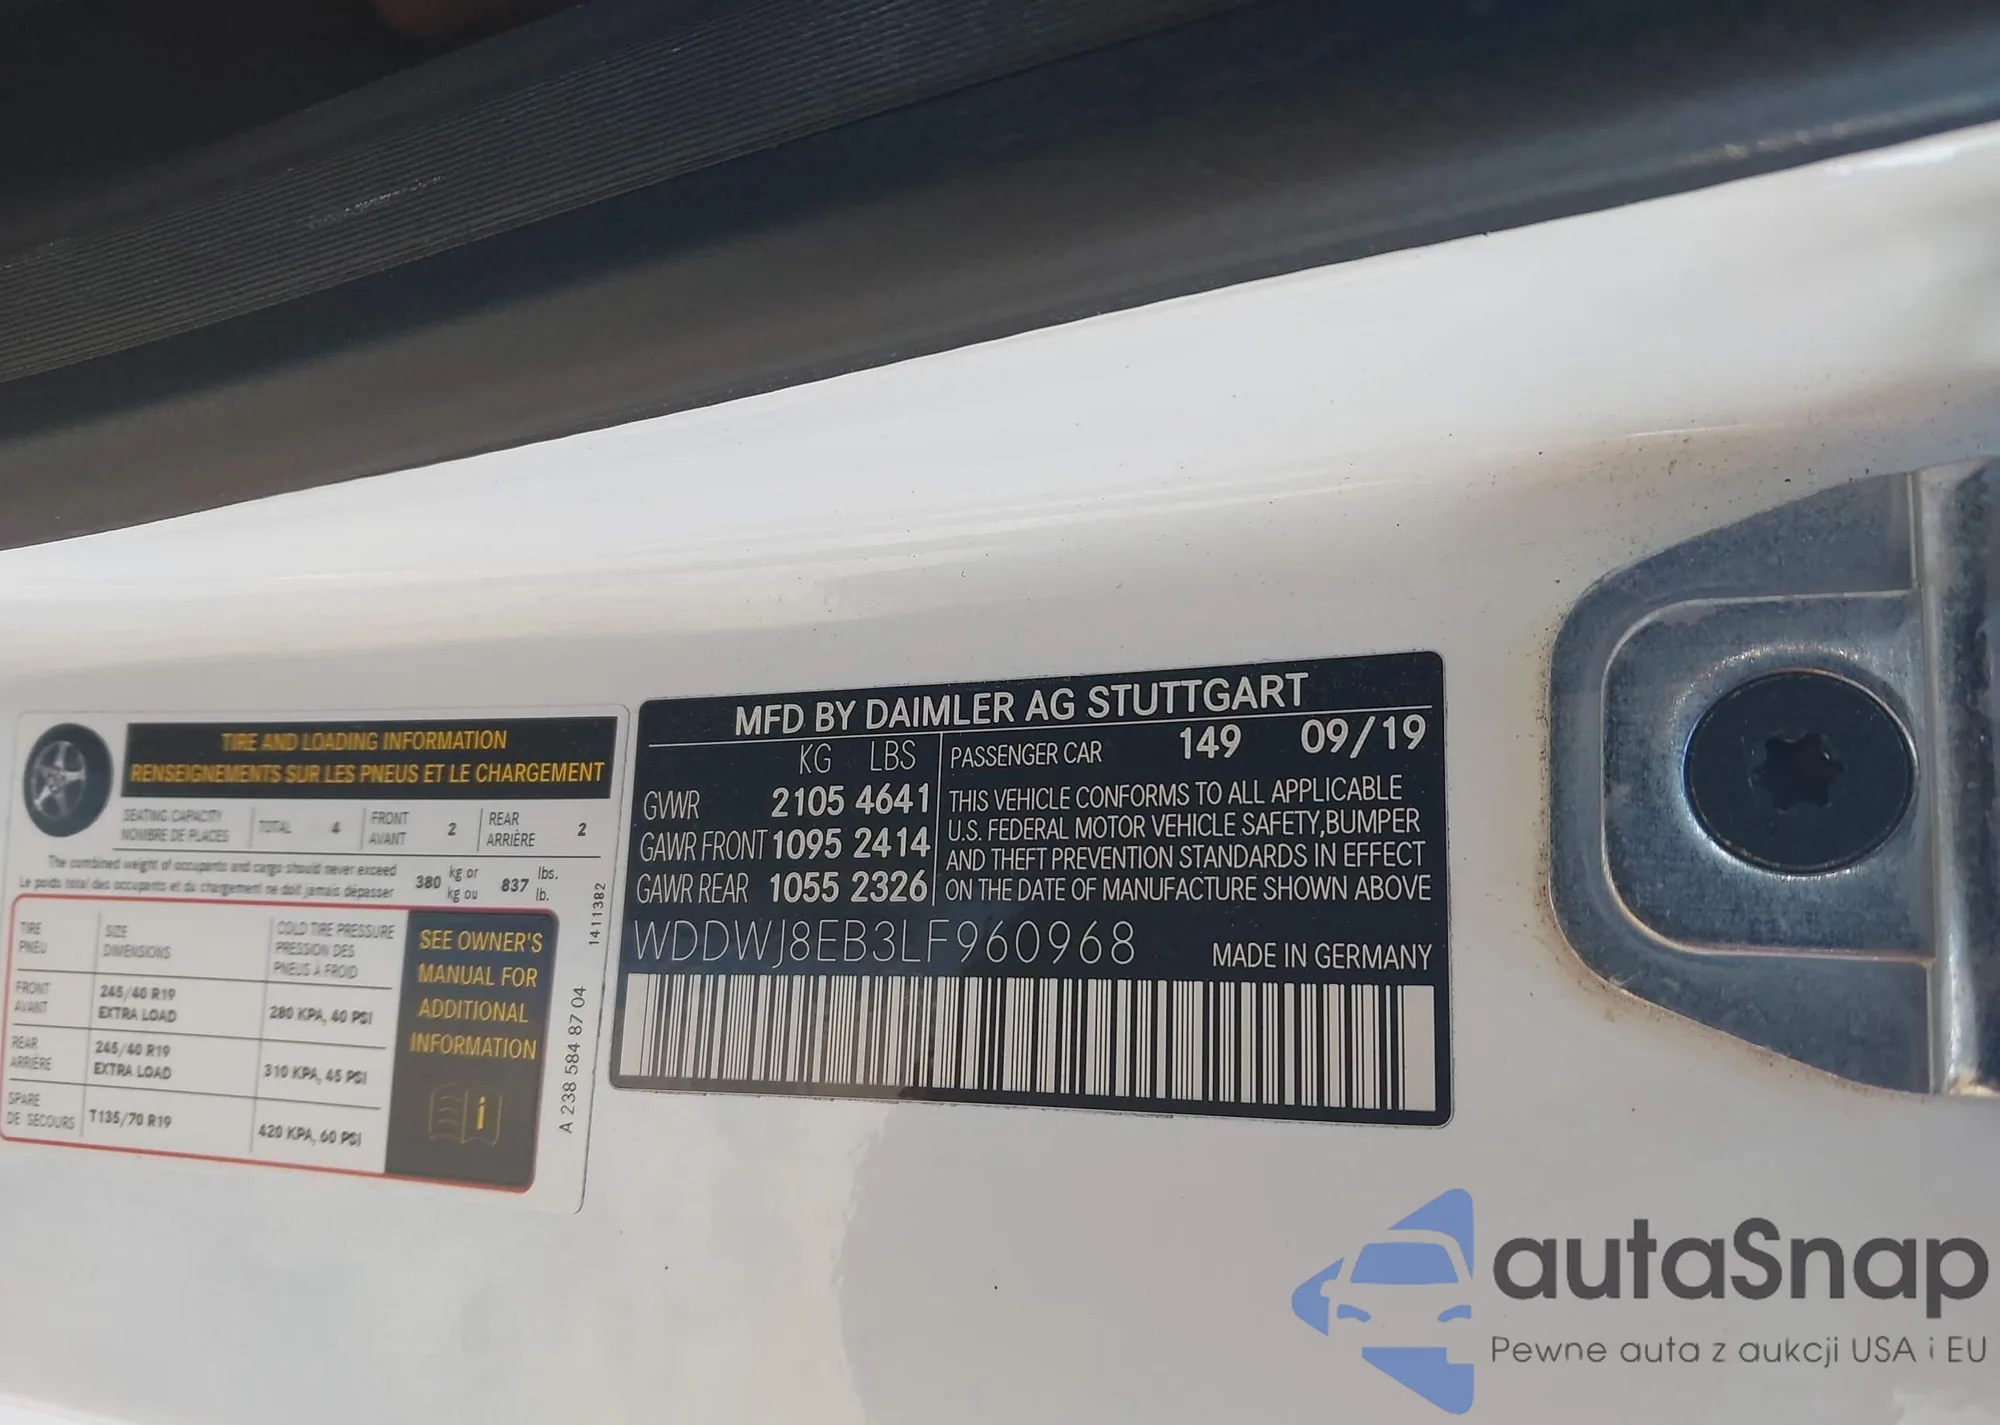 TIRE AND LOADING INFORMATION
RENSEIGNEMENTS SUR LES PNEUS ET LE CHARGEMENT
SEATING CAPACITY
NOMBRE DE PLACES
TOTAL 4
FRONT
AVANT
2
REAR
ARRIÈRE
2
The combined weight of occupants and cargo should never exceed
Le poids total des occupants et du chargement ne doit jamais dépasser
380 kg or
kg ou
837 lbs.
lb.
TIRE
PNEU
SIZE
DIMENSIONS
COLD TIRE PRESSURE
PRESSION DES
PNEUS À FROID
FRONT
AVANT
245/40 R19
EXTRA LOAD
280 KPA, 40 PSI
REAR
ARRIÈRE
245/40 R19
EXTRA LOAD
310 KPA, 45 PSI
SPARE
DE SECOURS
T135/70 R19
420 KPA, 60 PSI
SEE OWNER'S
MANUAL FOR
ADDITIONAL
INFORMATION
i
1411382
A 238 584 87 04
MFD BY DAIMLER AG STUTTGART
KG LBS
GVWR 2105 4641
GAWR FRONT 1095 2414
GAWR REAR 1055 2326
PASSENGER CAR 149 09/19
THIS VEHICLE CONFORMS TO ALL APPLICABLE
U.S. FEDERAL MOTOR VEHICLE SAFETY,BUMPER
AND THEFT PREVENTION STANDARDS IN EFFECT
ON THE DATE OF MANUFACTURE SHOWN ABOVE
WDDWJ8EB3LF960968
MADE IN GERMANY
autaSnap
Pewne auta z aukcji USA i EU